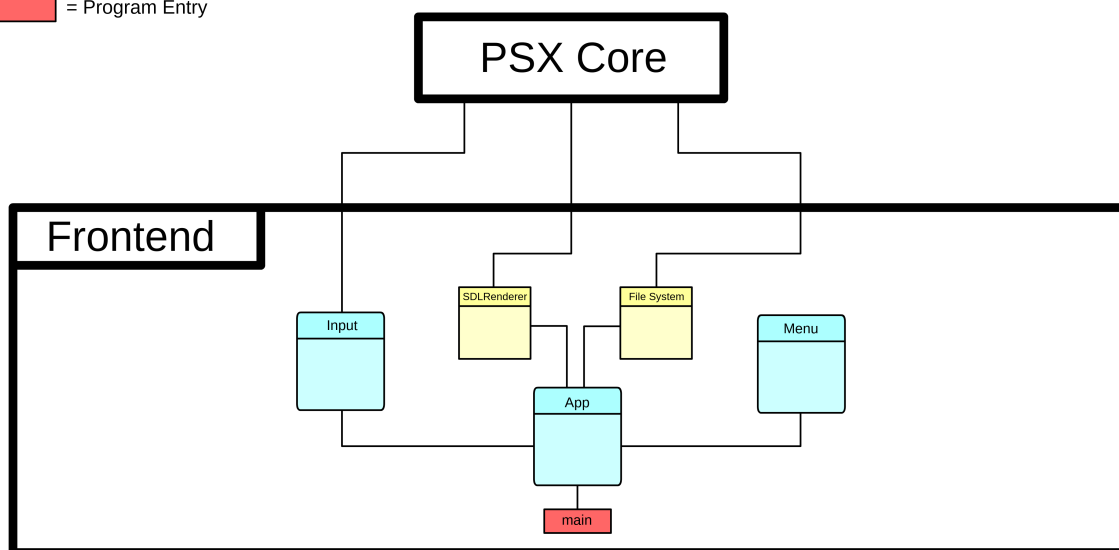 = Program Entry
PSX Core
Frontend
SDLRenderer
File System
Input
Menu
App
main